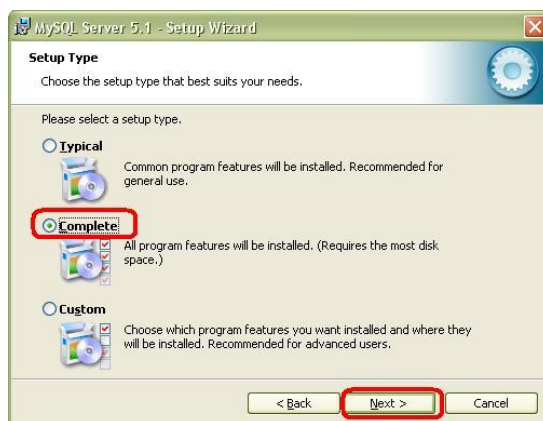 MySQL Server 5.1 - Setup Wizard
Setup Type
Choose the setup type that best suits your needs.
Please select a setup type.
Typical
Common program features will be installed. Recommended for
general use.
Complete
All program features will be installed. (Requires the most disk
space.)
Custom
Choose which program features you want installed and where they
will be installed. Recommended for advanced users.
< Back Next > Cancel